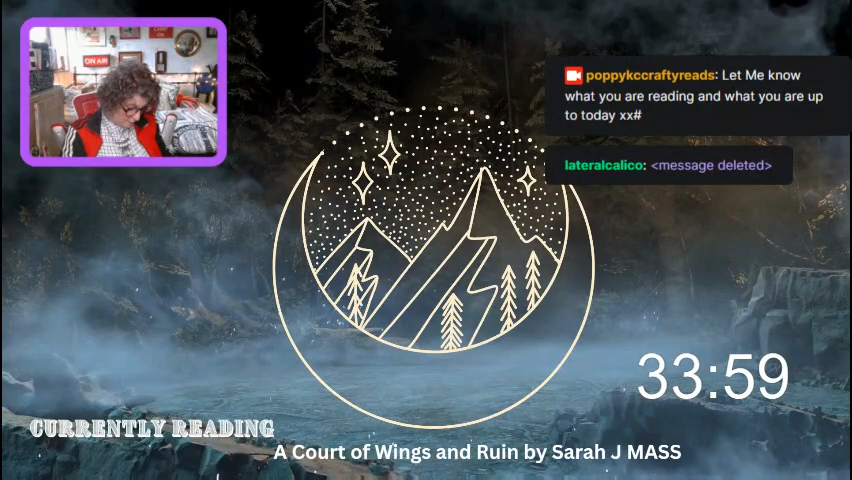 ON AIR
poppykccraftyreads: Let Me know
what you are reading and what you are up
to today xx#
lateralcalico: <message deleted>
33:59
CURRENTLY READING
A Court of Wings and Ruin by Sarah J MASS